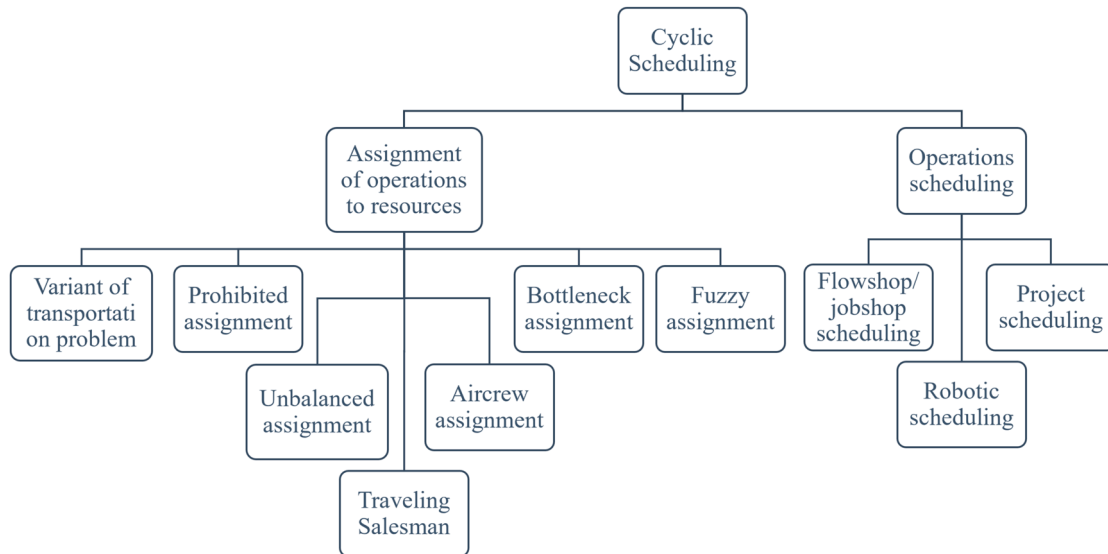 Cyclic
Scheduling
Assignment
of operations
to resources
Operations
scheduling
Variant of
transportati
on problem
Prohibited
assignment
Bottleneck
assignment
Fuzzy
assignment
Flowshop/
jobshop
scheduling
Project
scheduling
Unbalanced
assignment
Aircrew
assignment
Robotic
scheduling
Traveling
Salesman